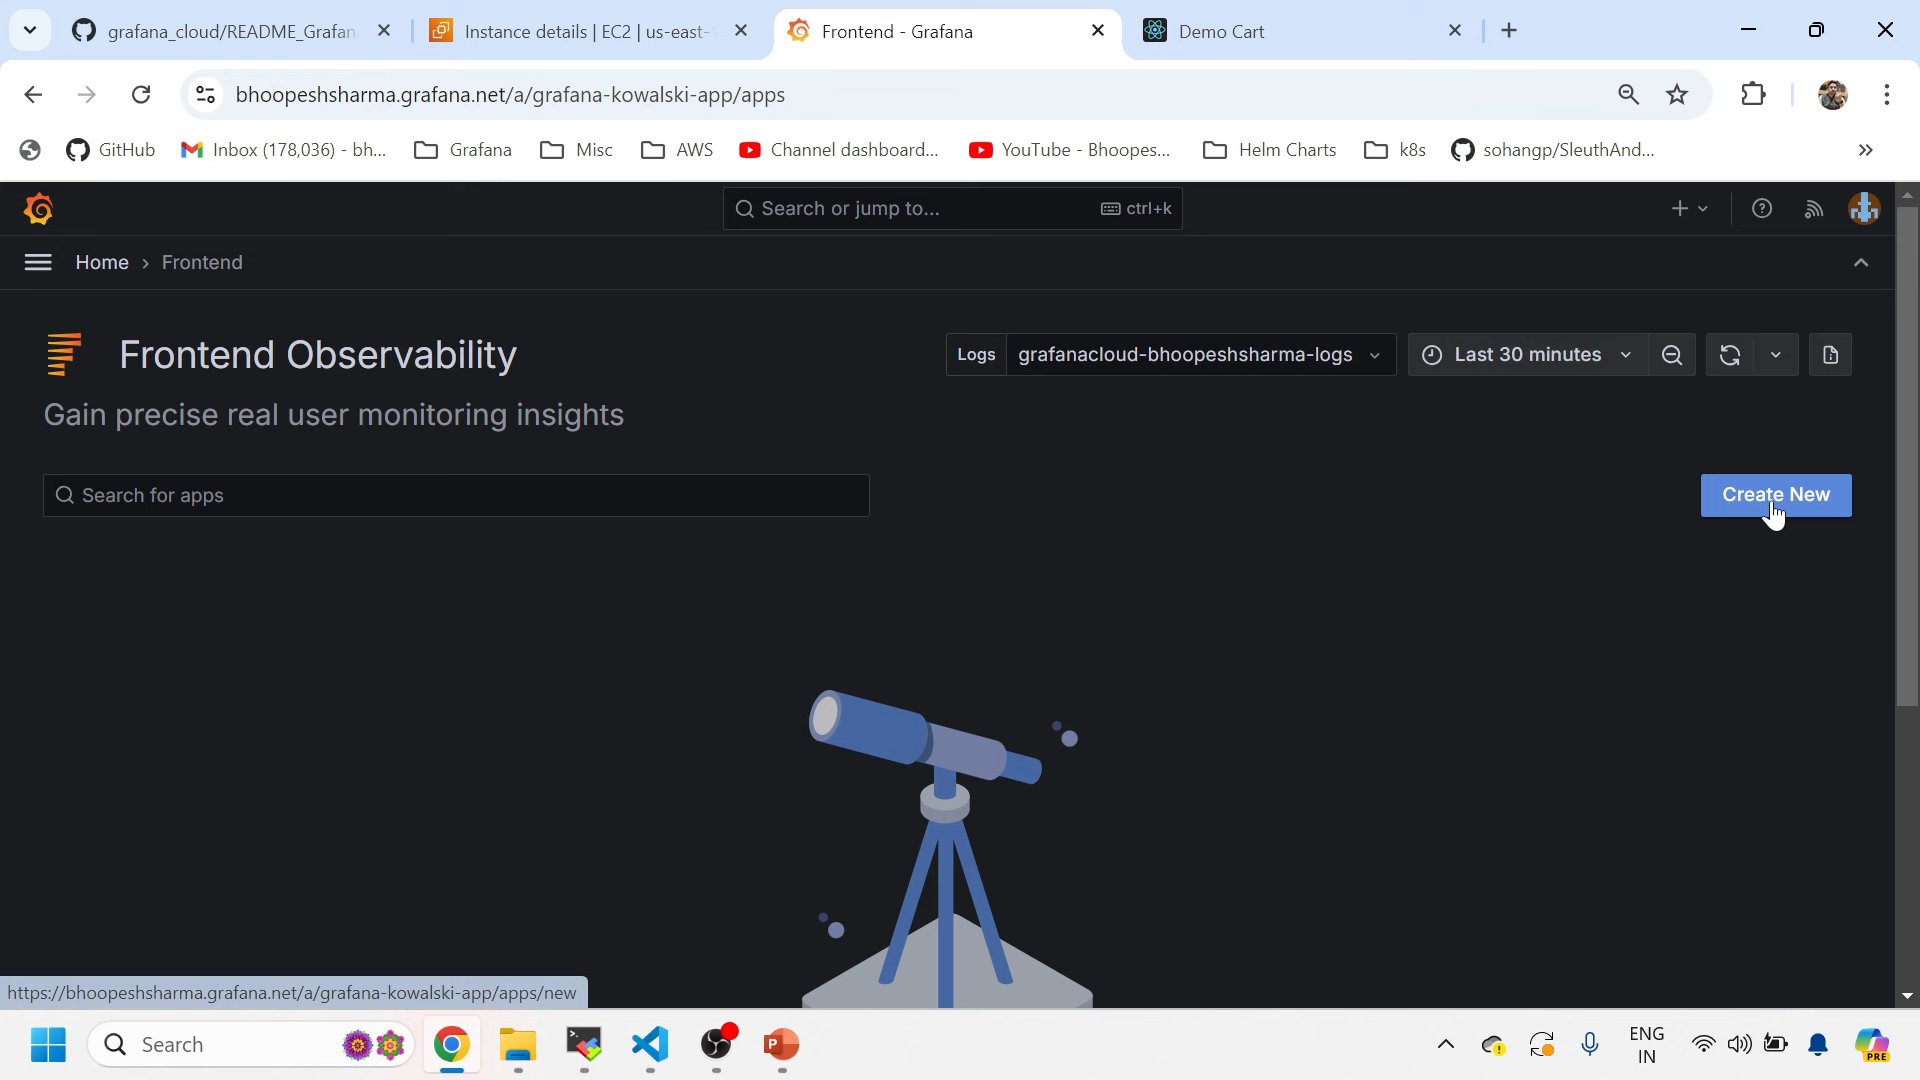 grafana_cloud/README_Grafan
Instance details | EC2 | us-east-
Frontend - Grafana
Demo Cart
bhoopeshsharma.grafana.net/a/grafana-kowalski-app/apps
GitHub
Inbox (178,036) - bh...
Grafana
Misc
AWS
Channel dashboard...
YouTube - Bhoopes...
Helm Charts
k8s
sohangp/SleuthAnd...
Search or jump to...
ctrl+k
Home › Frontend
Frontend Observability
Logs
grafanacloud-bhoopeshsharma-logs
Last 30 minutes
Gain precise real user monitoring insights
Search for apps
Create New
https://bhoopeshsharma.grafana.net/a/grafana-kowalski-app/apps/new
Search
ENG
IN
PRE